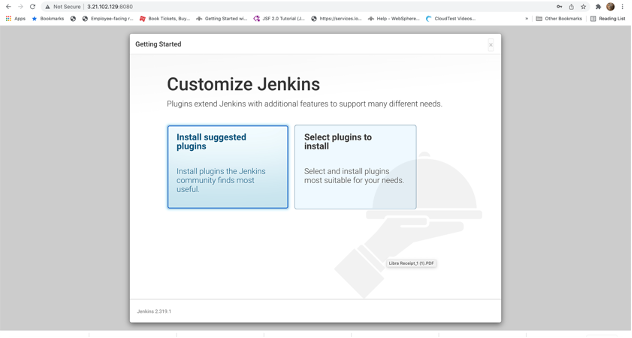 Not Secure | 3.21.102.129:8080
Apps
Bookmarks
Employee-facing r...
Book Tickets, Buy...
Getting Started wi...
JSF 2.0 Tutorial (J...
https://services.io...
Help - WebSphere...
CloudTest Videos...
»
Other Bookmarks
Reading List
Getting Started
×
Customize Jenkins
Plugins extend Jenkins with additional features to support many different needs.
Install suggested
plugins
Install plugins the Jenkins
community finds most
useful.
Select plugins to
install
Select and install plugins
most suitable for your needs.
Libra Receipt_1 (1).PDF
Jenkins 2.319.1